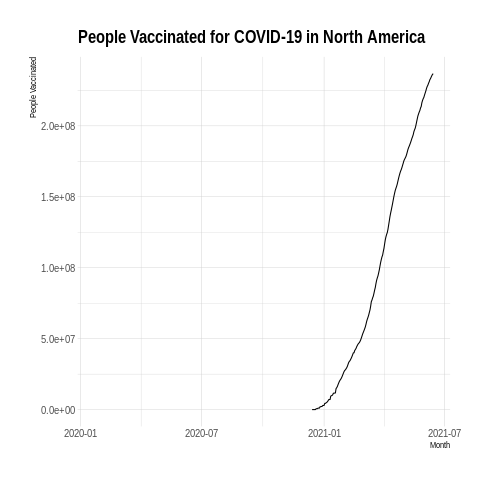 People Vaccinated for COVID-19 in North America
People Vaccinated
2.0e+08
1.5e+08
1.0e+08
5.0e+07
0.0e+00
2020-01 2020-07 2021-01 2021-07
Month